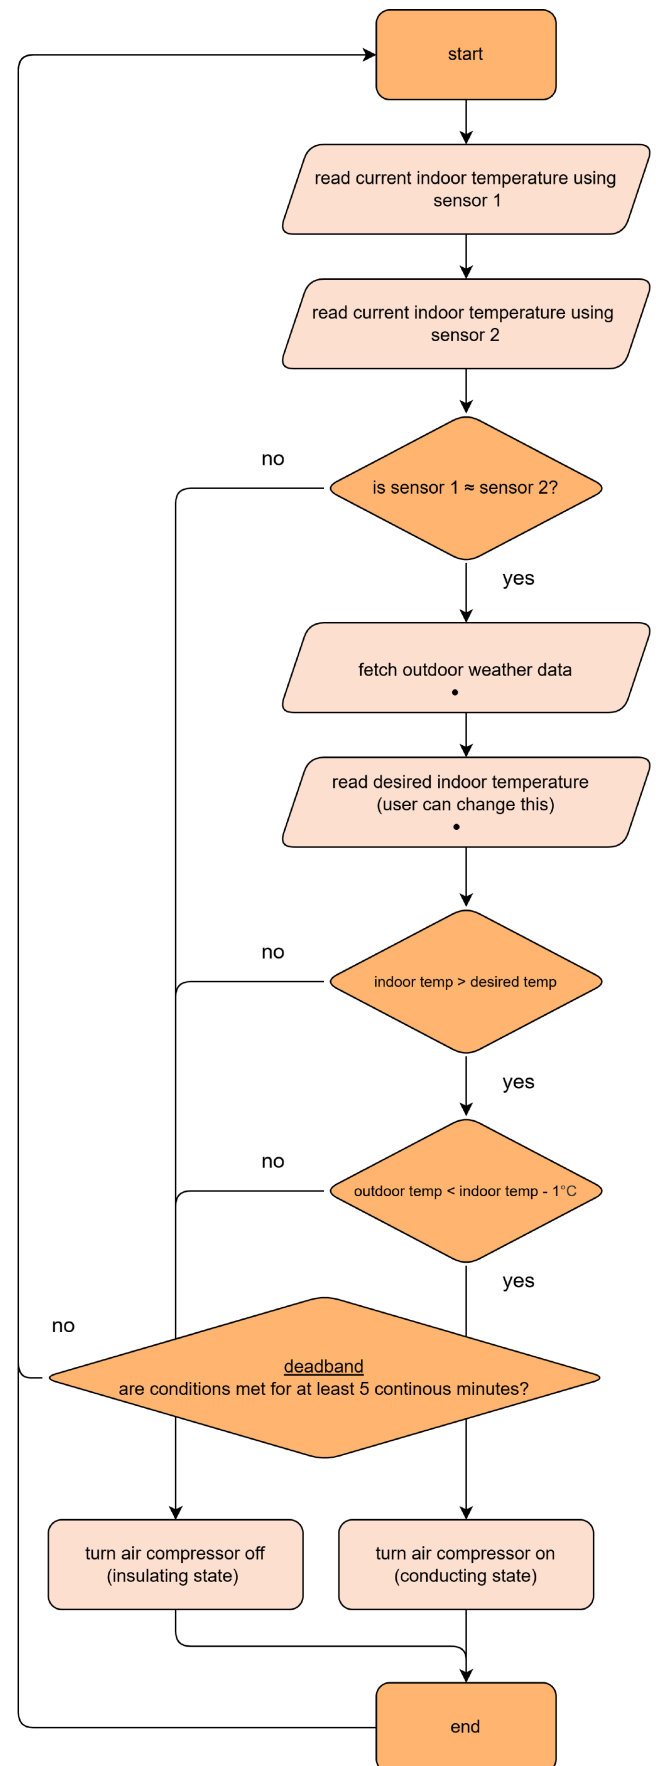 start
read current indoor temperature using
sensor 1
read current indoor temperature using
sensor 2
no
is sensor 1 ≈ sensor 2?
yes
fetch outdoor weather data
•
read desired indoor temperature
(user can change this)
•
no
indoor temp > desired temp
yes
no
outdoor temp < indoor temp - 1°C
yes
no
deadband
are conditions met for at least 5 continous minutes?
turn air compressor off
(insulating state)
turn air compressor on
(conducting state)
end